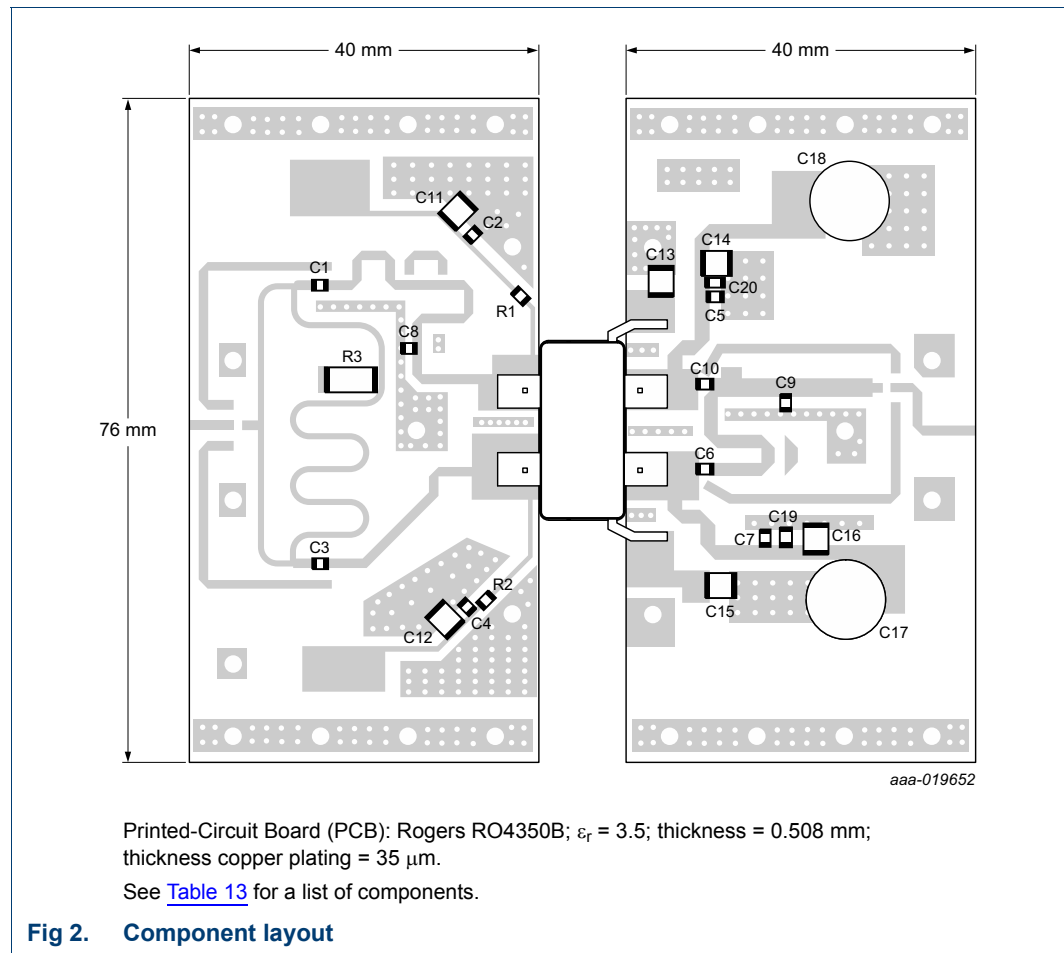 40 mm
40 mm
76 mm
C11
C2
C1
R1
C8
R3
C3
R2
C4
C12
C18
C14
C13
C20
C5
C10
C9
C6
C19
C7
C16
C15
C17
aaa-019652
Printed-Circuit Board (PCB): Rogers RO4350B; εr = 3.5; thickness = 0.508 mm;
thickness copper plating = 35 μm.
See Table 13 for a list of components.
Fig 2. Component layout